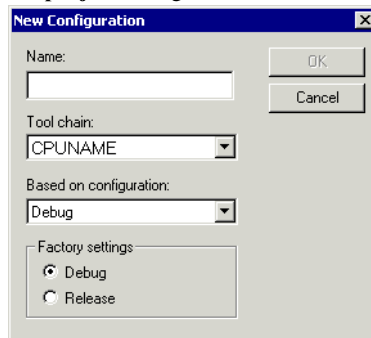 New Configuration
Name:
OK
Cancel
Tool chain:
CPUNAME
Based on configuration:
Debug
Factory settings
Debug
Release